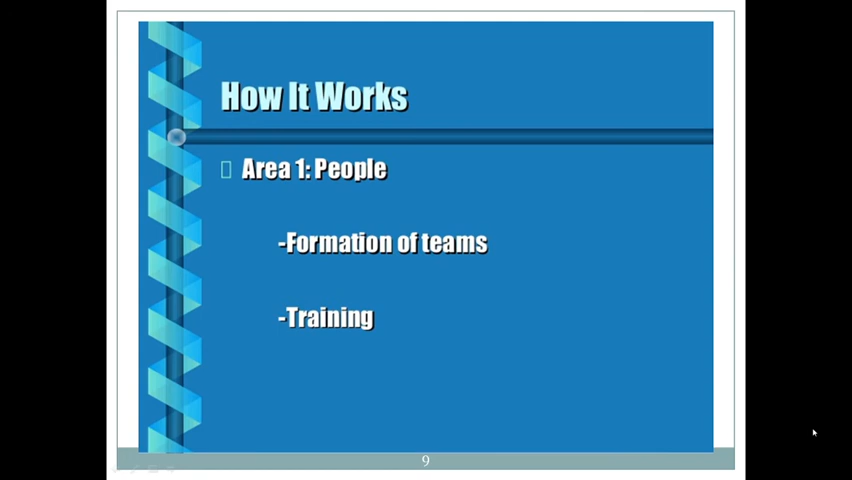 How It Works
Area 1: People
-Formation of teams
-Training
9